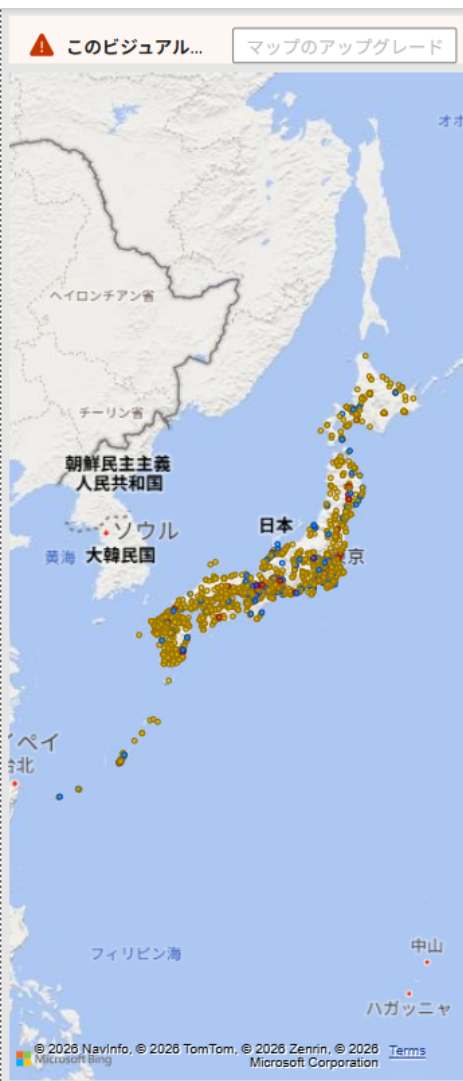 このビジュアル...
マップのアップグレード
オホ
ヘイロンチアン省
チーリン省
朝鮮民主主義
人民共和国
ソウル
日本
黄海
大韓民国
京
イペイ
台北
フィリピン海
中山
ハガッニャ
© 2026 NavInfo, © 2026 TomTom, © 2026 Zenrin, © 2026
Microsoft Corporation
Terms
Microsoft Bing